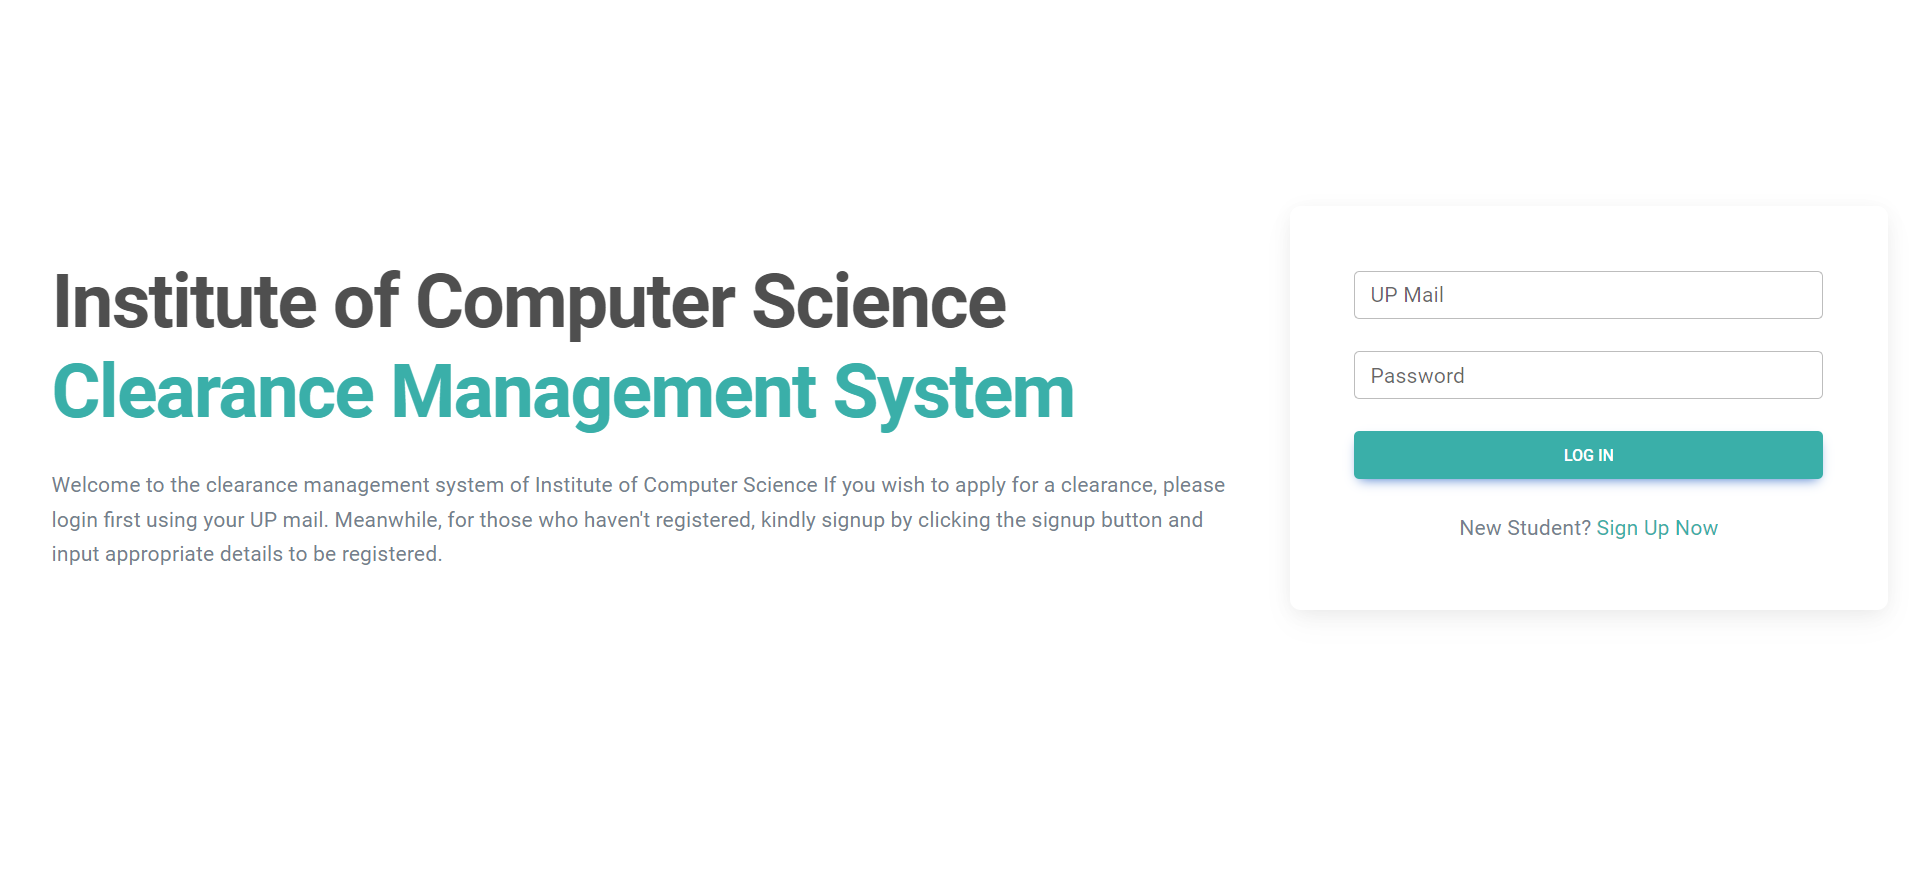 Institute of Computer Science
Clearance Management System
Welcome to the clearance management system of Institute of Computer Science If you wish to apply for a clearance, please
login first using your UP mail. Meanwhile, for those who haven't registered, kindly signup by clicking the signup button and
input appropriate details to be registered.
UP Mail
Password
LOG IN
New Student? Sign Up Now